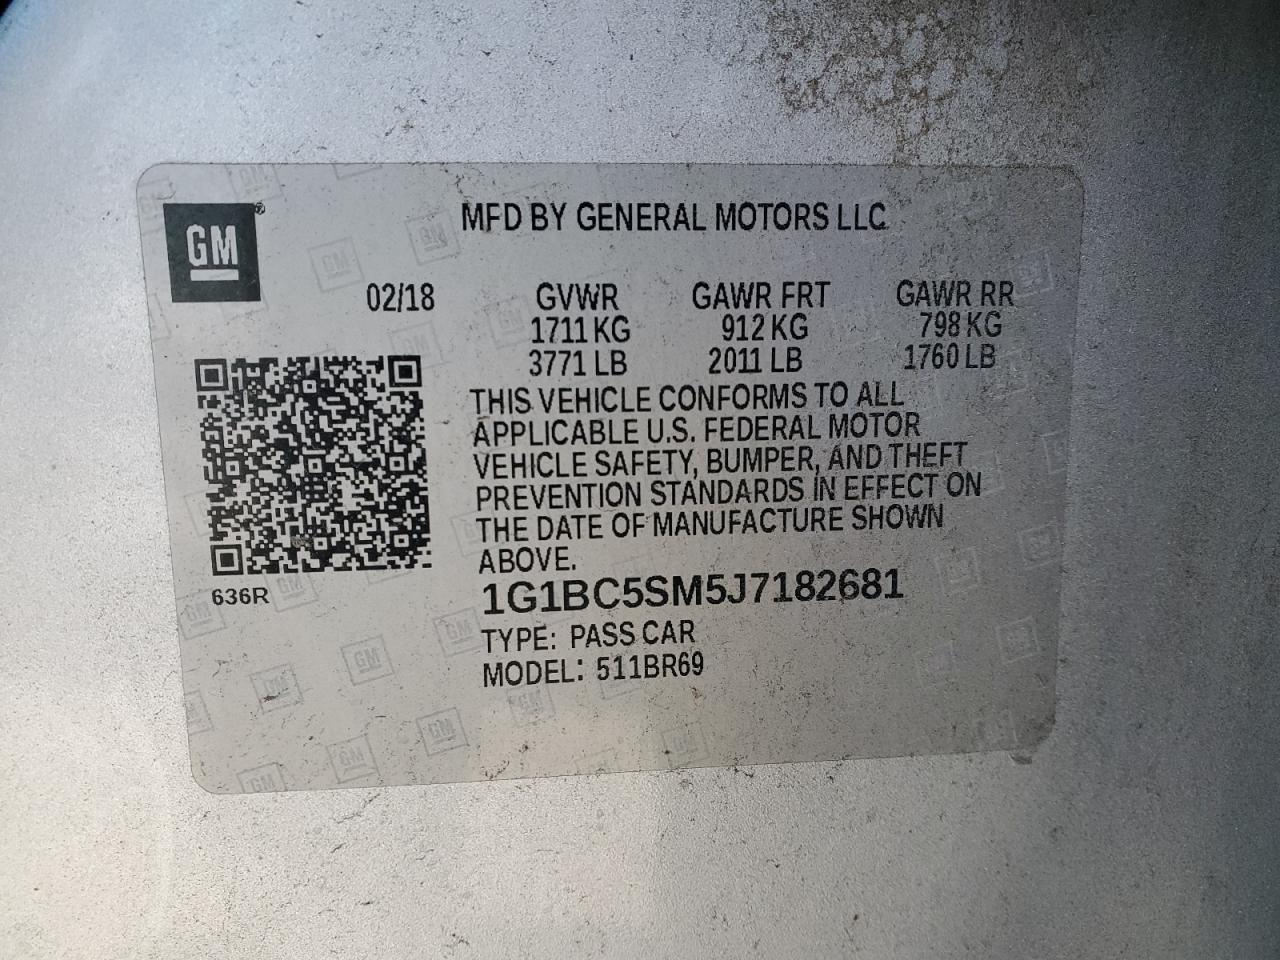 GM®
MFD BY GENERAL MOTORS LLC
02/18 GVWR GAWR FRT GAWR RR
1711 KG 912 KG 798 KG
3771 LB 2011 LB 1760 LB
THIS VEHICLE CONFORMS TO ALL
APPLICABLE U.S. FEDERAL MOTOR
VEHICLE SAFETY, BUMPER, AND THEFT
PREVENTION STANDARDS IN EFFECT ON
THE DATE OF MANUFACTURE SHOWN
ABOVE.
636R
1G1BC5SM5J7182681
TYPE: PASS CAR
MODEL: 511BR69